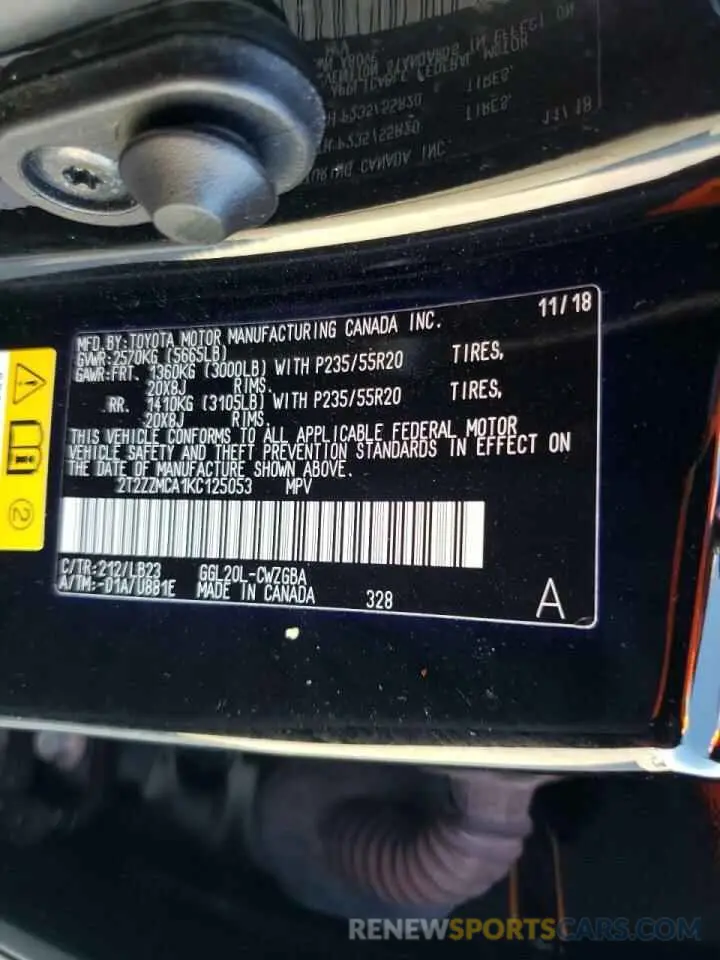 11/18
MFD. BY: TOYOTA MOTOR MANUFACTURING CANADA INC.
GVWR: 2570KG (5665LB)
GAWR: FRT. 1360KG (3000LB) WITH P235/55R20 TIRES,
20X8J RIMS.
RR. 1410KG (3105LB) WITH P235/55R20 TIRES,
20X8J RIMS.
THIS VEHICLE CONFORMS TO ALL APPLICABLE FEDERAL MOTOR
VEHICLE SAFETY AND THEFT PREVENTION STANDARDS IN EFFECT ON
THE DATE OF MANUFACTURE SHOWN ABOVE.
2T2ZZMCA1KC125053 MPV
C/TR: 212/LB23 GGL20L-CWZGBA
A/TM: -01A/U881E MADE IN CANADA 328 A
2
RENEWSPORTSCARS.COM